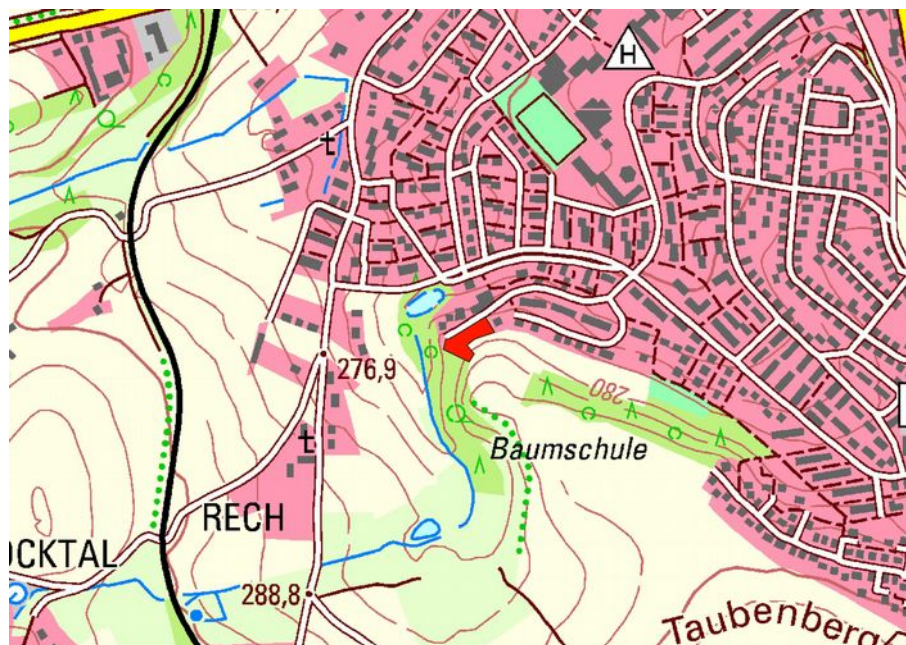 H
276,9
280
Baumschule
RECH
OCKTAL
288,8
Taubenberg